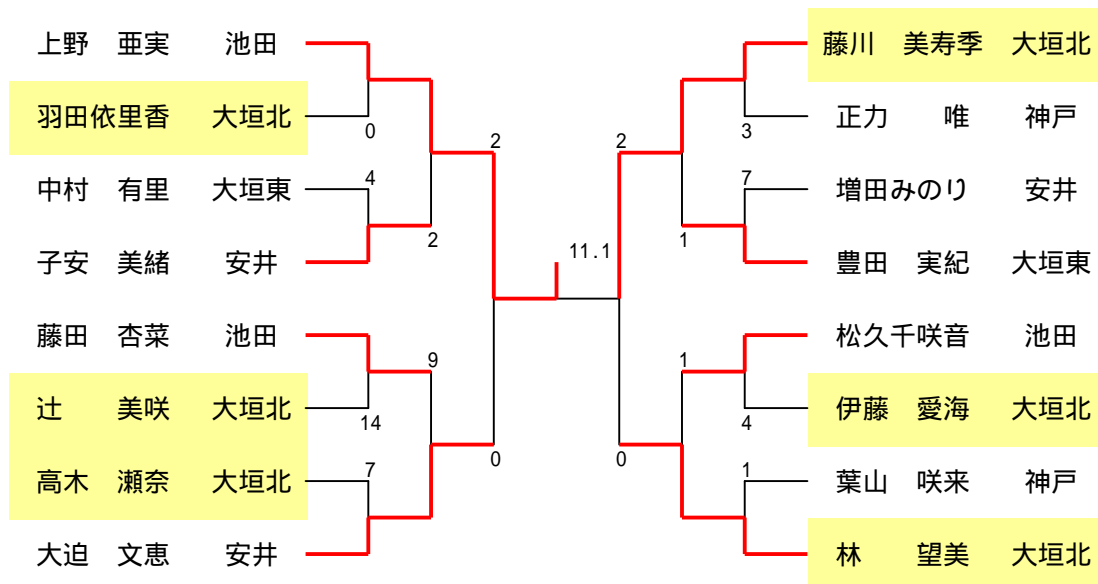 上野　亜実　池田
羽田依里香　大垣北
0
中村　有里　大垣東
4
子安　美緒　安井
2
2
藤田　杏菜　池田
9
辻　美咲　大垣北
14
高木　瀬奈　大垣北
7
大迫　文恵　安井
0
11.1
藤川　美寿季　大垣北
正力　唯　神戸
3
2
増田みのり　安井
7
豊田　実紀　大垣東
1
松久千咲音　池田
1
伊藤　愛海　大垣北
4
葉山　咲来　神戸
1
林　望美　大垣北
0